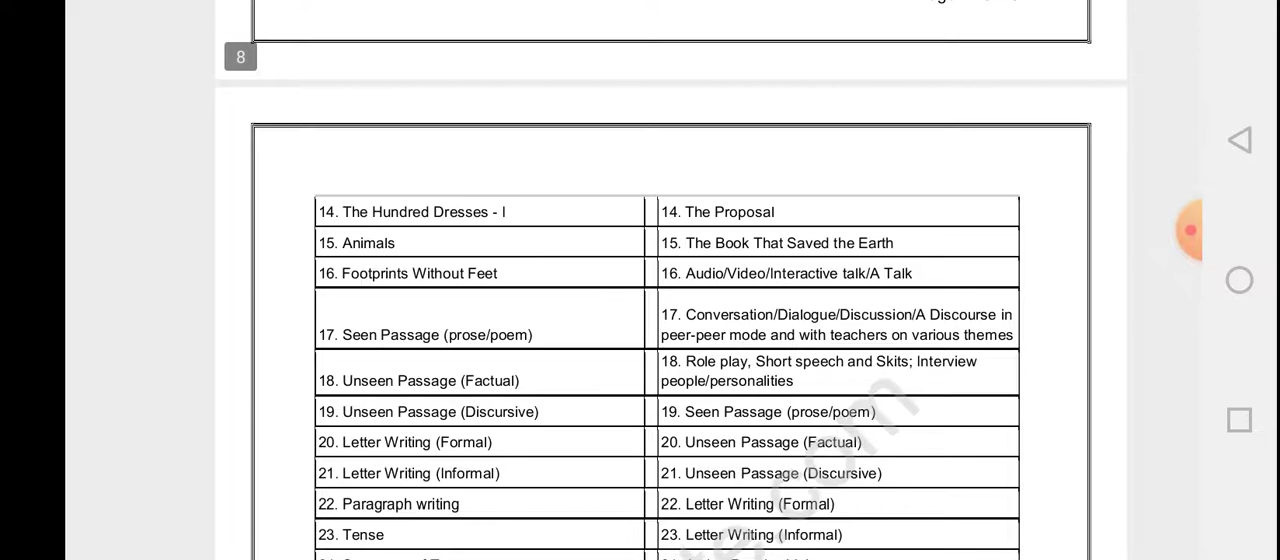 8
14. The Hundred Dresses - I
14. The Proposal
15. Animals
15. The Book That Saved the Earth
16. Footprints Without Feet
16. Audio/Video/Interactive talk/A Talk
17. Seen Passage (prose/poem)
17. Conversation/Dialogue/Discussion/A Discourse in
peer-peer mode and with teachers on various themes
18. Unseen Passage (Factual)
18. Role play, Short speech and Skits; Interview
people/personalities
19. Unseen Passage (Discursive)
19. Seen Passage (prose/poem)
20. Letter Writing (Formal)
20. Unseen Passage (Factual)
21. Letter Writing (Informal)
21. Unseen Passage (Discursive)
22. Paragraph writing
22. Letter Writing (Formal)
23. Tense
23. Letter Writing (Informal)